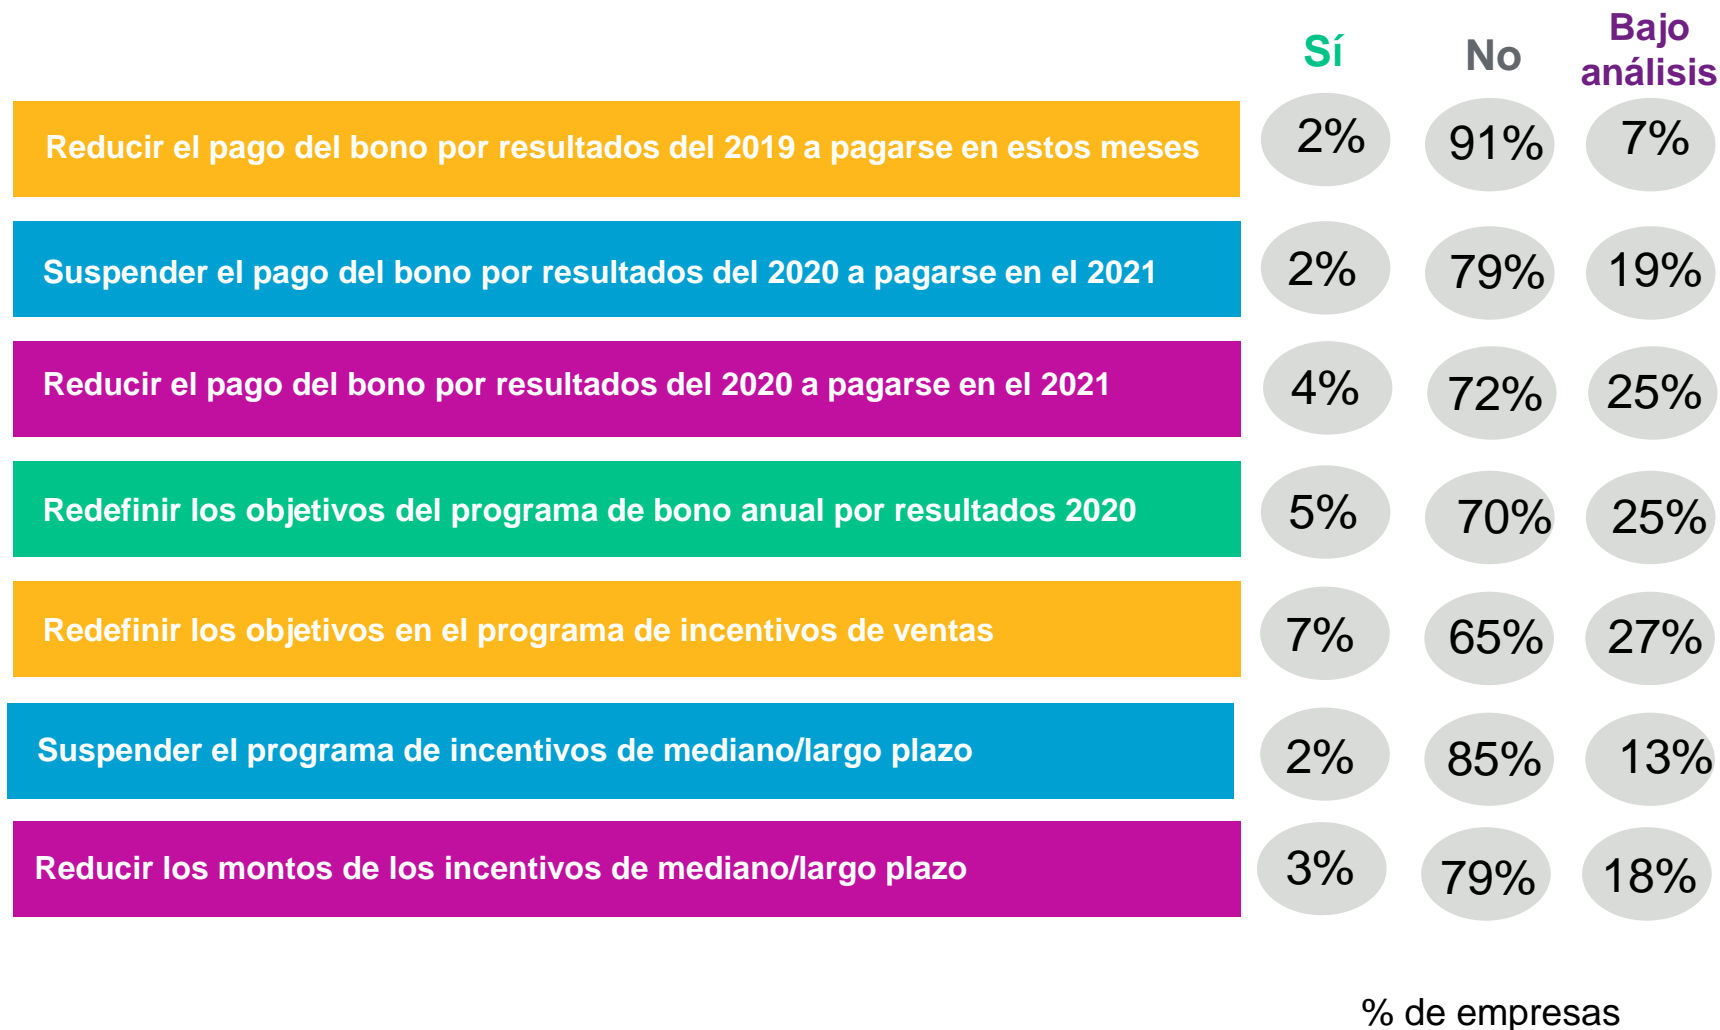 Sí No Bajo
análisis
Reducir el pago del bono por resultados del 2019 a pagarse en estos meses 2% 91% 7%
Suspender el pago del bono por resultados del 2020 a pagarse en el 2021 2% 79% 19%
Reducir el pago del bono por resultados del 2020 a pagarse en el 2021 4% 72% 25%
Redefinir los objetivos del programa de bono anual por resultados 2020 5% 70% 25%
Redefinir los objetivos en el programa de incentivos de ventas 7% 65% 27%
Suspender el programa de incentivos de mediano/largo plazo 2% 85% 13%
Reducir los montos de los incentivos de mediano/largo plazo 3% 79% 18%
% de empresas